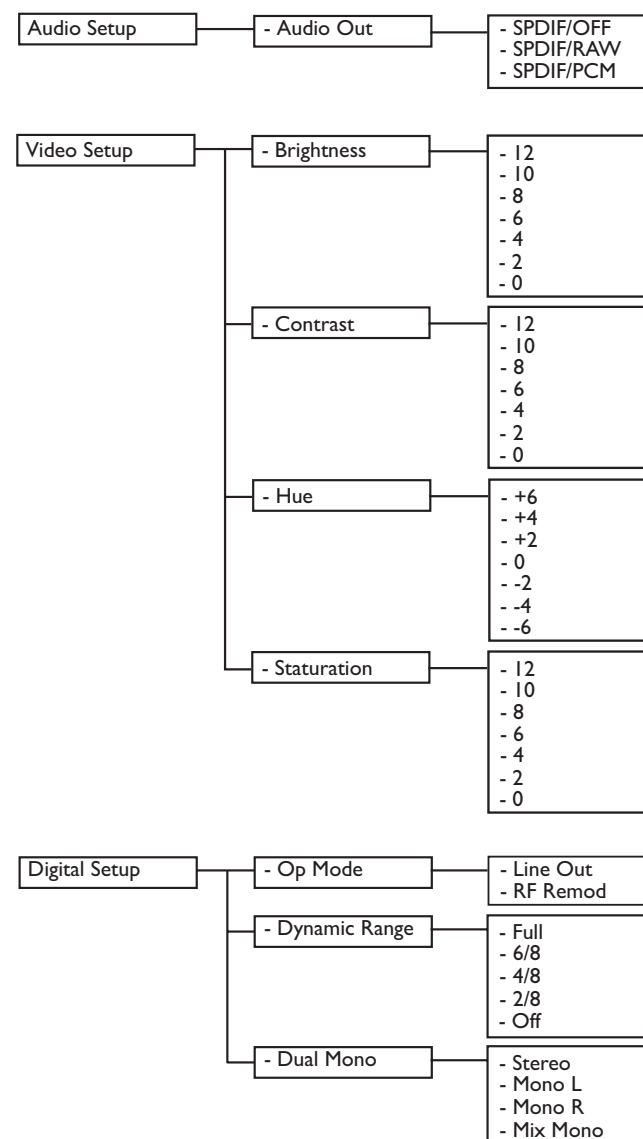 Audio Setup
- Audio Out
- SPDIF/OFF
- SPDIF/RAW
- SPDIF/PCM
Video Setup
- Brightness
- 12
- 10
- 8
- 6
- 4
- 2
- 0
- Contrast
- 12
- 10
- 8
- 6
- 4
- 2
- 0
- Hue
- +6
- +4
- +2
- 0
- -2
- -4
- -6
- Staturation
- 12
- 10
- 8
- 6
- 4
- 2
- 0
Digital Setup
- Op Mode
- Line Out
- RF Remod
- Dynamic Range
- Full
- 6/8
- 4/8
- 2/8
- Off
- Dual Mono
- Stereo
- Mono L
- Mono R
- Mix Mono